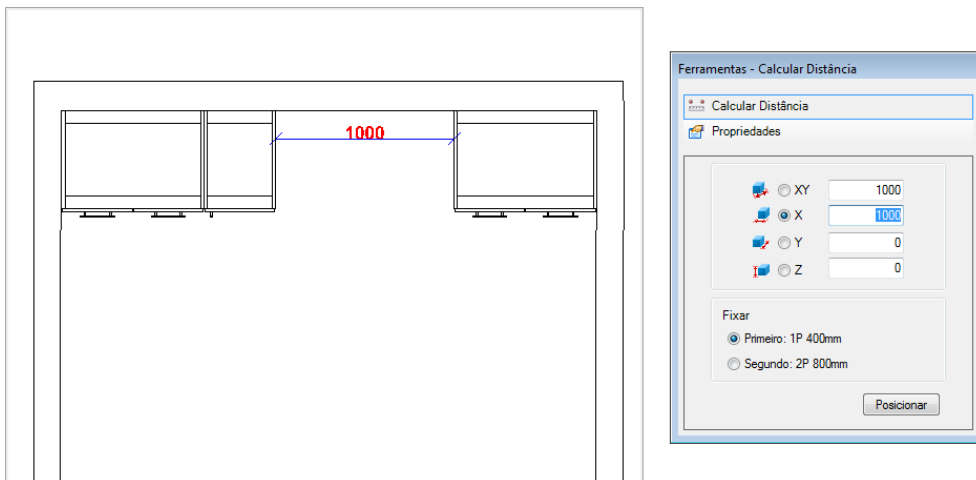 1000
Ferramentas - Calcular Distância
Calcular Distância
Propriedades
XY 1000
X 1000
Y 0
Z 0
Fixar
Primeiro: 1P 400mm
Segundo: 2P 800mm
Posicionar